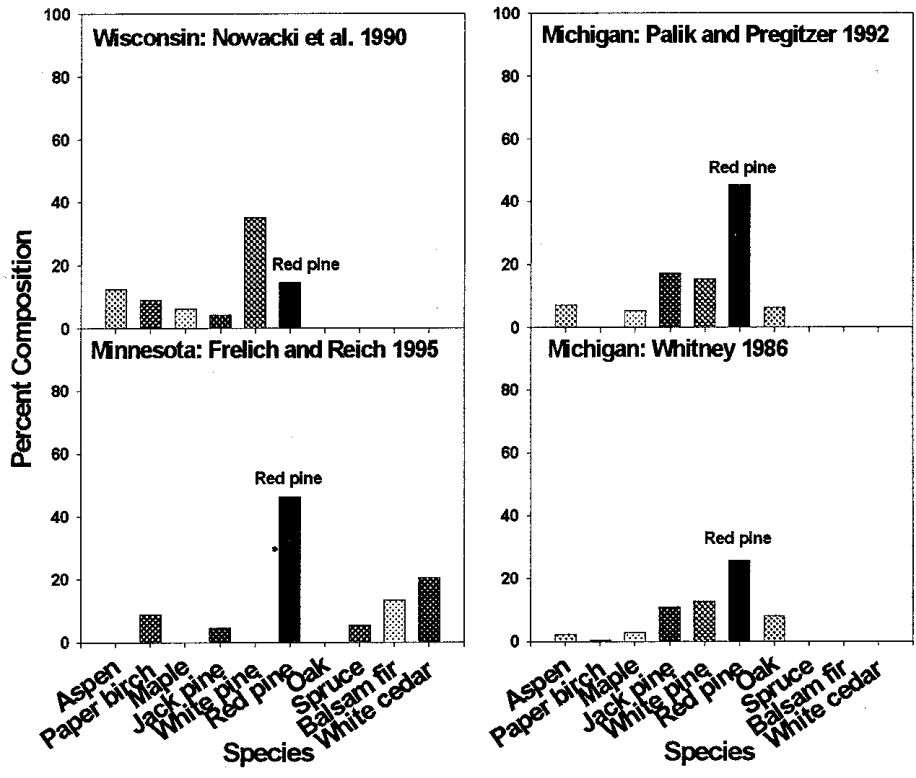 Percent Composition
100
80
60
40
20
0
Wisconsin: Nowacki et al. 1990
Red pine
100
80
60
40
20
0
Michigan: Palik and Pregitzer 1992
Red pine
80
60
40
20
0
Minnesota: Frelich and Reich 1995
Red pine
Aspen
Paper birch
Maple
Jack pine
White pine
Red pine
Oak
Spruce
Balsam fir
White cedar
Species
80
60
40
20
0
Michigan: Whitney 1986
Red pine
Aspen
Paper birch
Maple
Jack pine
White pine
Red pine
Oak
Spruce
Balsam fir
White cedar
Species